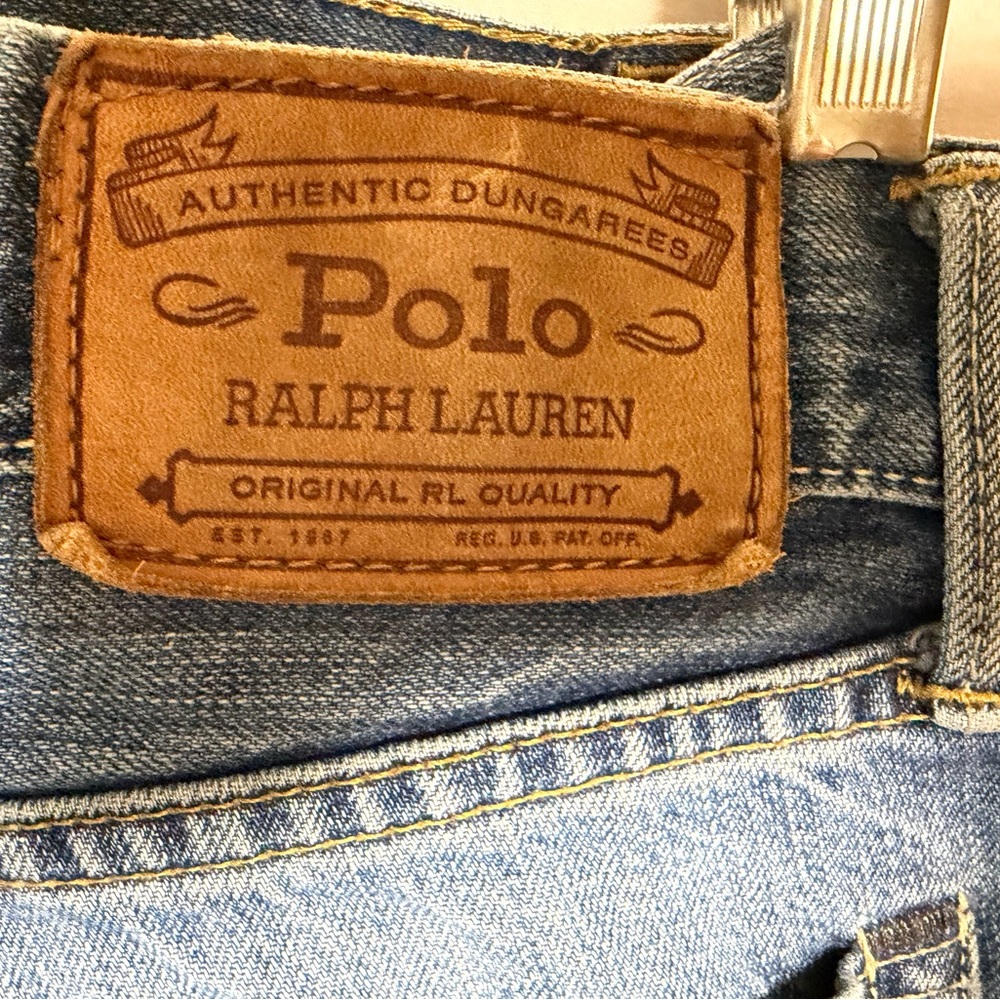 AUTHENTIC DUNGAREES
Polo
RALPH LAUREN
ORIGINAL RL QUALITY
EST. 1967 REG. U.S. PAT. OFF.